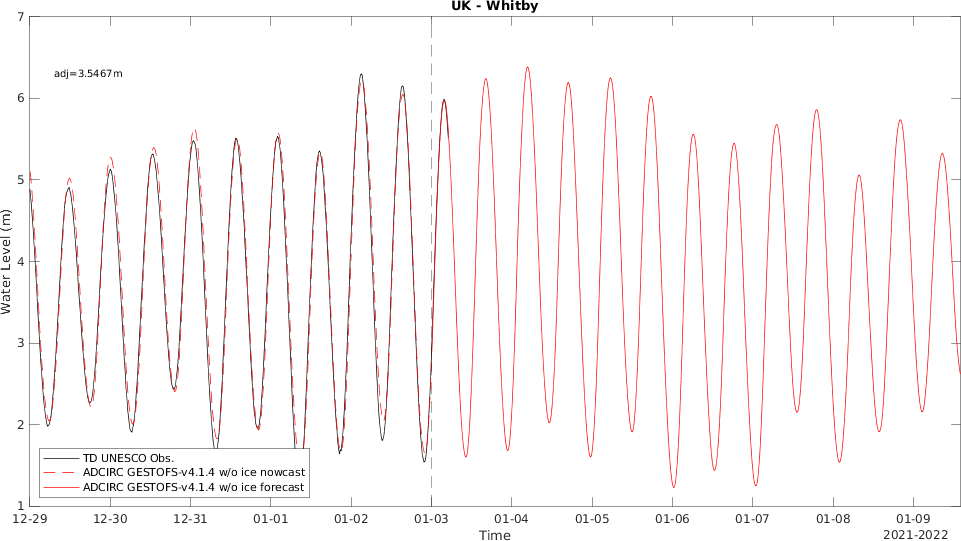 UK - Whitby
7
adj=3.5467m
6
5
4
3
2
1
Water Level (m)
TD UNESCO Obs.
ADCIRC GESTOFS-v4.1.4 w/o ice nowcast
ADCIRC GESTOFS-v4.1.4 w/o ice forecast
12-29 12-30 12-31 01-01 01-02 01-03 01-04 01-05 01-06 01-07 01-08 01-09
Time
2021-2022